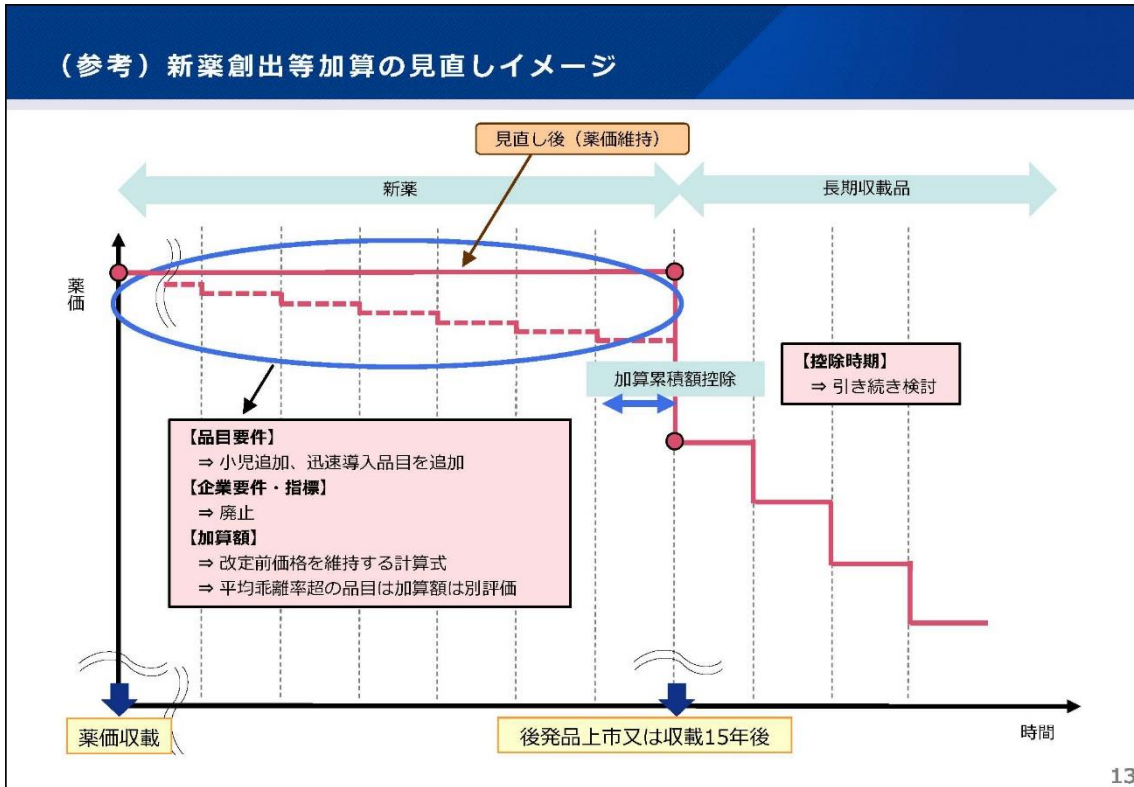 （参考）新薬創出等加算の見直しイメージ
見直し後（薬価維持）
新薬
長期収載品
薬価
加算累積額控除
【控除時期】
⇒ 引き続き検討
【品目要件】
⇒ 小児追加、迅速導入品目を追加
【企業要件・指標】
⇒ 廃止
【加算額】
⇒ 改定前価格を維持する計算式
⇒ 平均乖離率超の品目は加算額は別評価
薬価収載
後発品上市又は収載15年後
時間
13